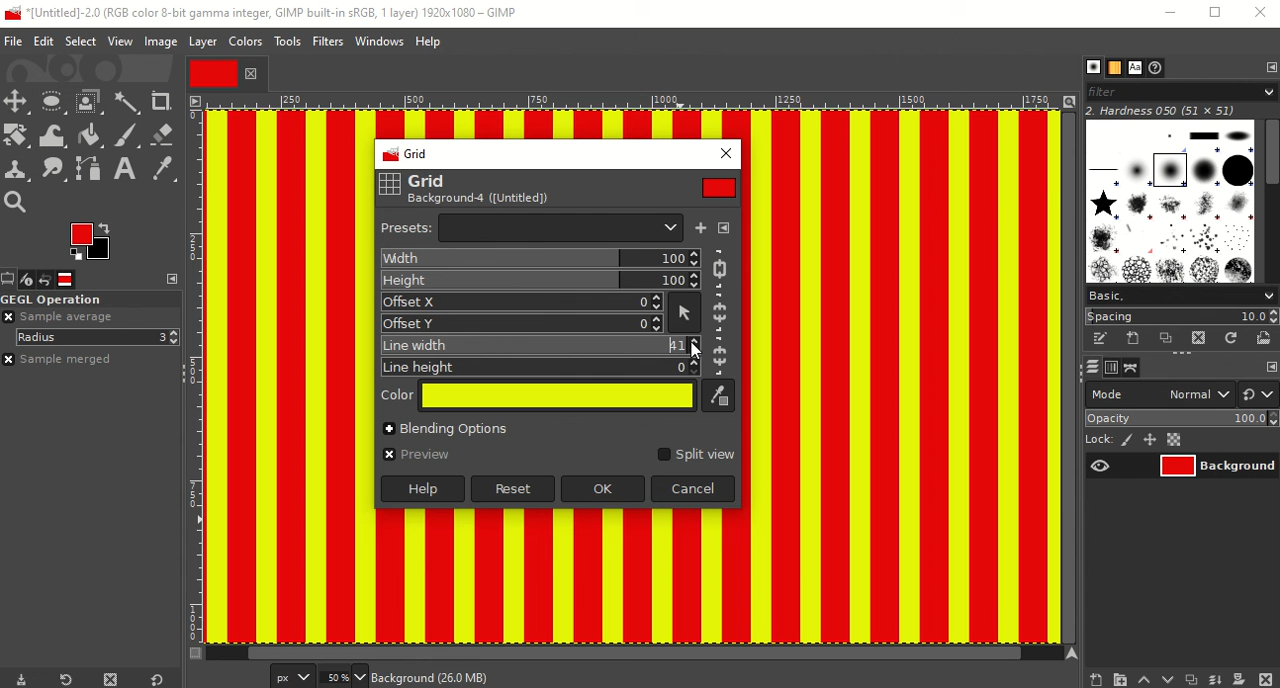 *[Untitled]-2.0 (RGB color 8-bit gamma integer, GIMP built-in sRGB, 1 layer) 1920x1080 – GIMP
File Edit Select View Image Layer Colors Tools Filters Windows Help
filter
2. Hardness 050 (51 × 51)
250 500 750 1000 1250 1500 1750
0
250
500
750
1000
Grid
Grid
Background-4 ([Untitled])
Presets:
Width 100
Height 100
Offset X 0
Offset Y 0
Line width 41
Line height 0
Color
Blending Options
Preview Split view
Help Reset OK Cancel
GEGL Operation
Sample average
Radius 3
Sample merged
Basic,
Spacing 10.0
Mode Normal
Opacity 100.0
Lock:
Background
px 50 % Background (26.0 MB)